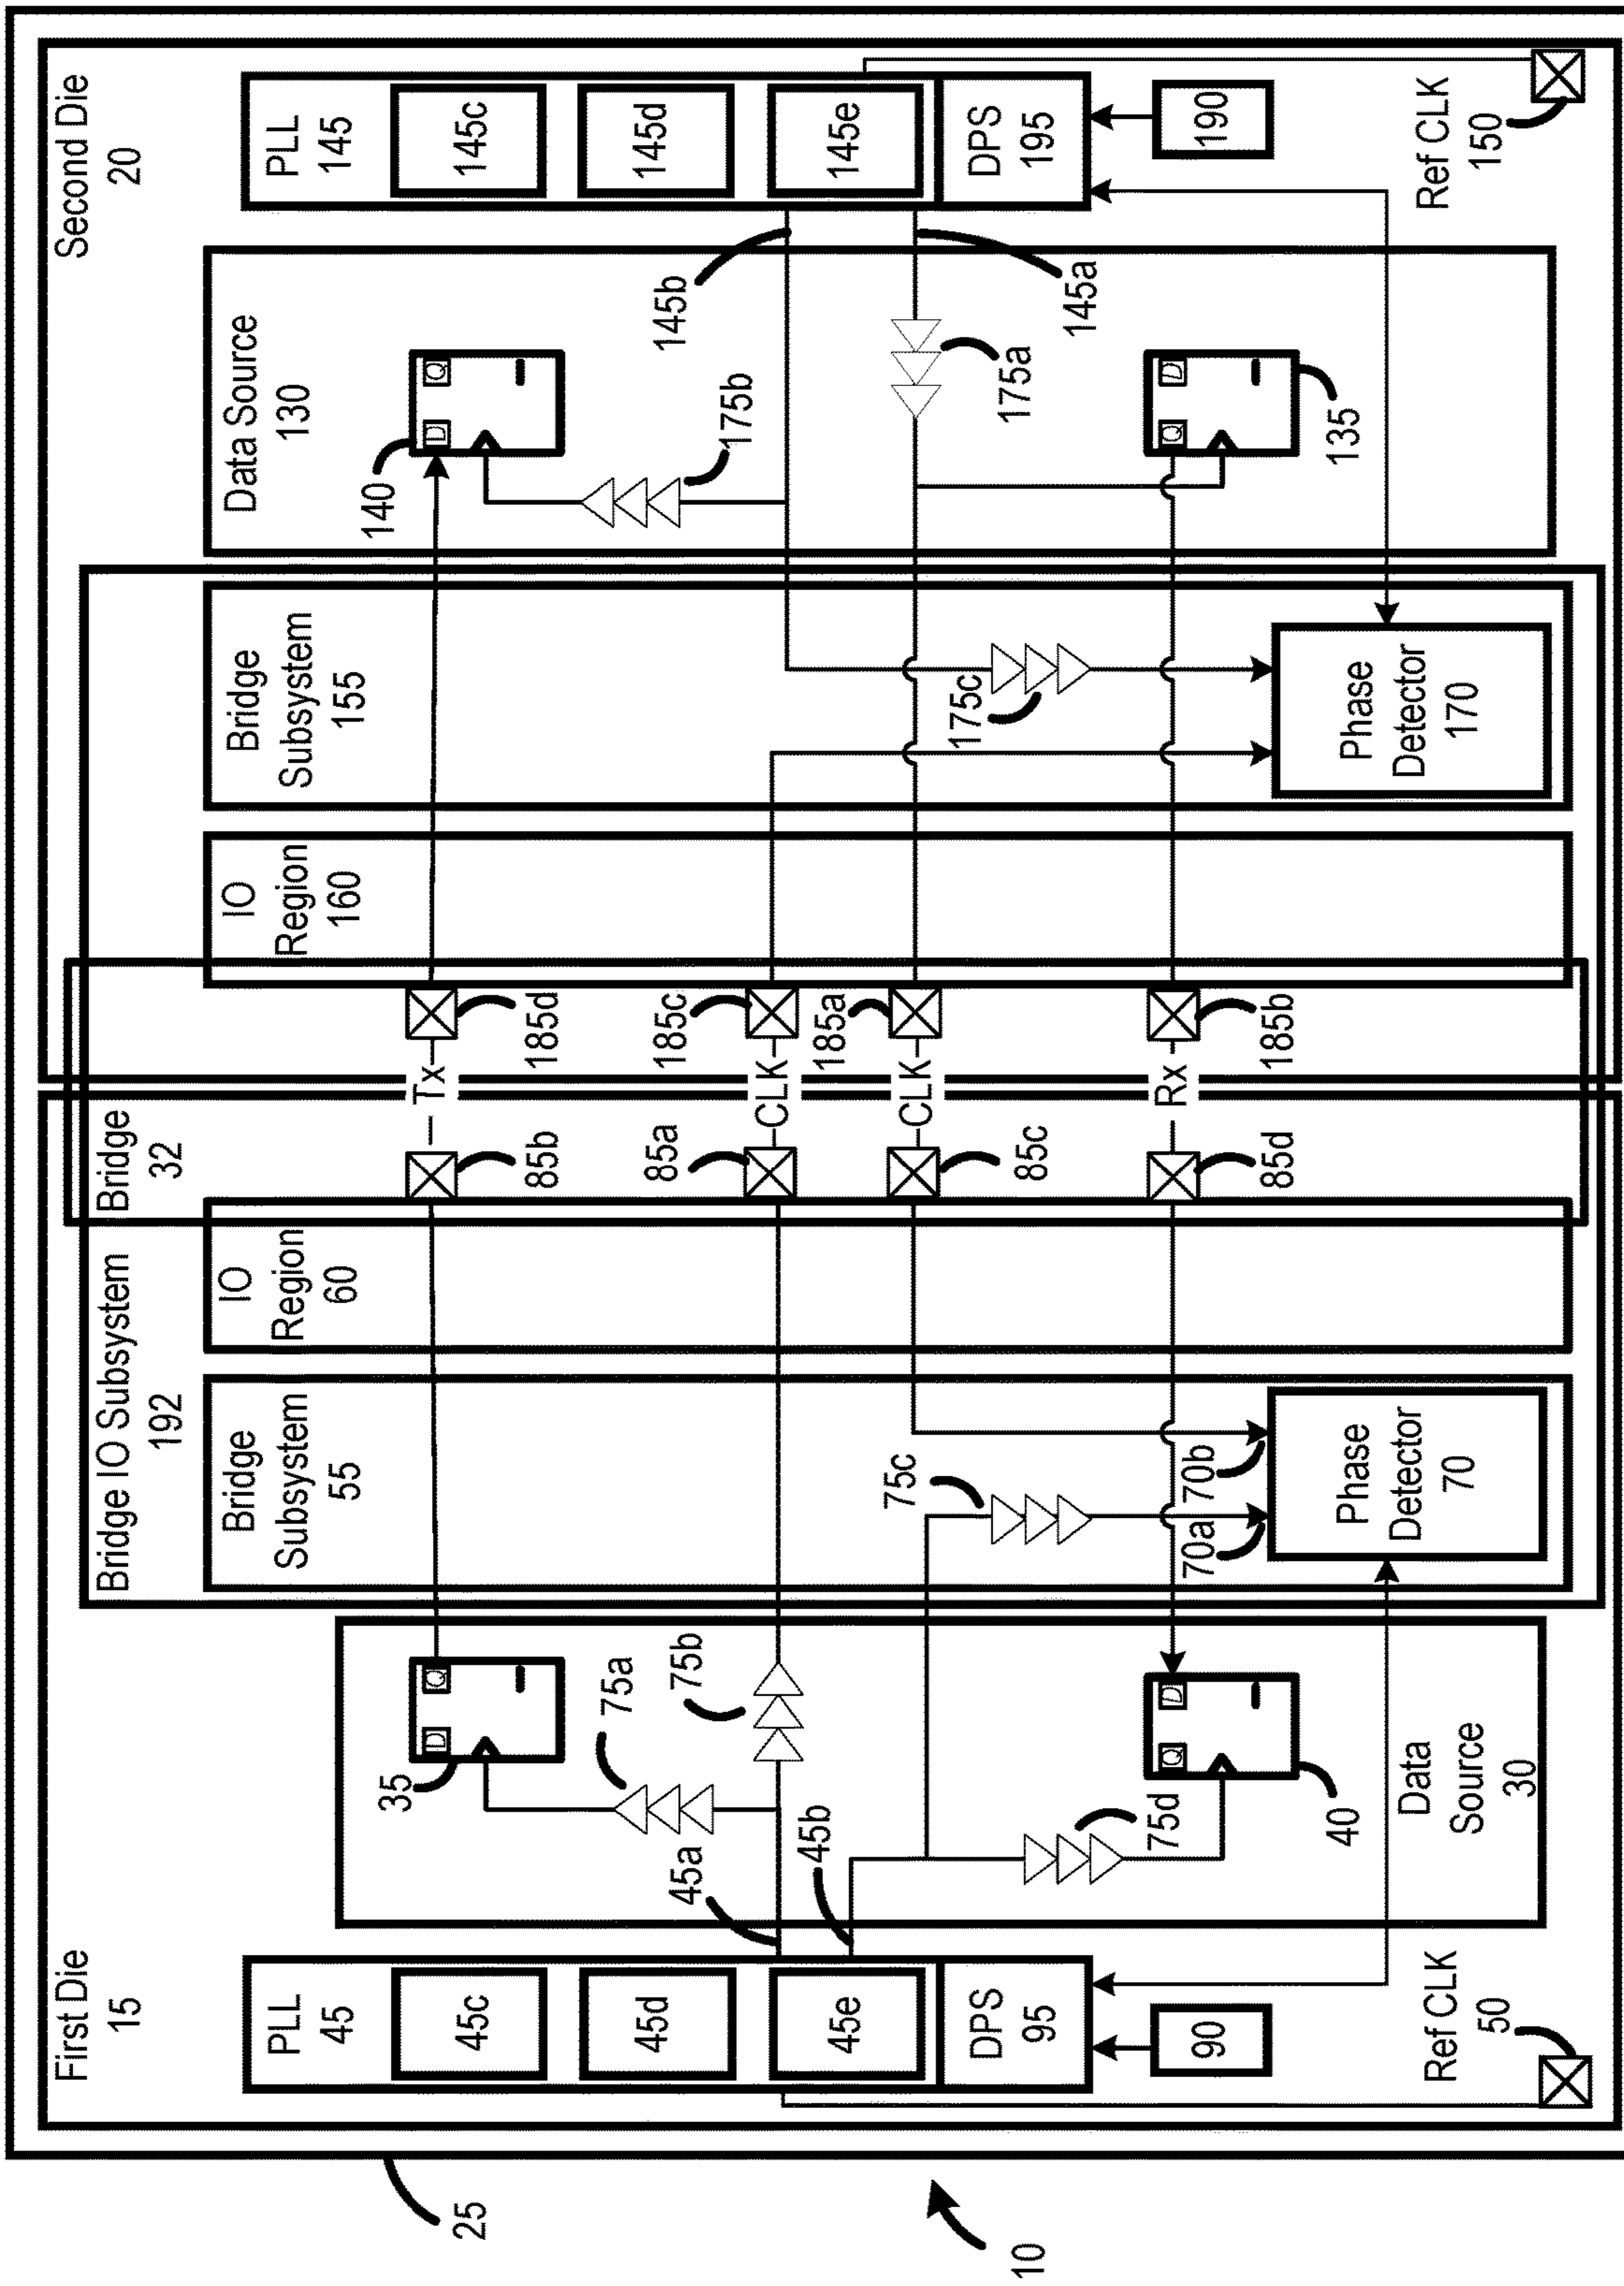 10
25
First Die
15
PLL
45
45c
45d
45e
DPS
95
90
Ref CLK
50
45a
45b
35
D
Q
75a
75b
75d
40
Q
D
Data
Source
30
Bridge IO Subsystem
192
Bridge
Subsystem
55
75c
70a
70b
Phase
Detector
70
IO
Region
60
Bridge
32
85b
85a
85c
85d
Tx
CLK
CLK
Rx
185d
185c
185a
185b
IO
Region
160
Bridge
Subsystem
155
175c
Phase
Detector
170
Data Source
130
140
D
Q
175b
175a
Q
D
135
145b
145a
Second Die
20
PLL
145
145c
145d
145e
DPS
195
190
Ref CLK
150